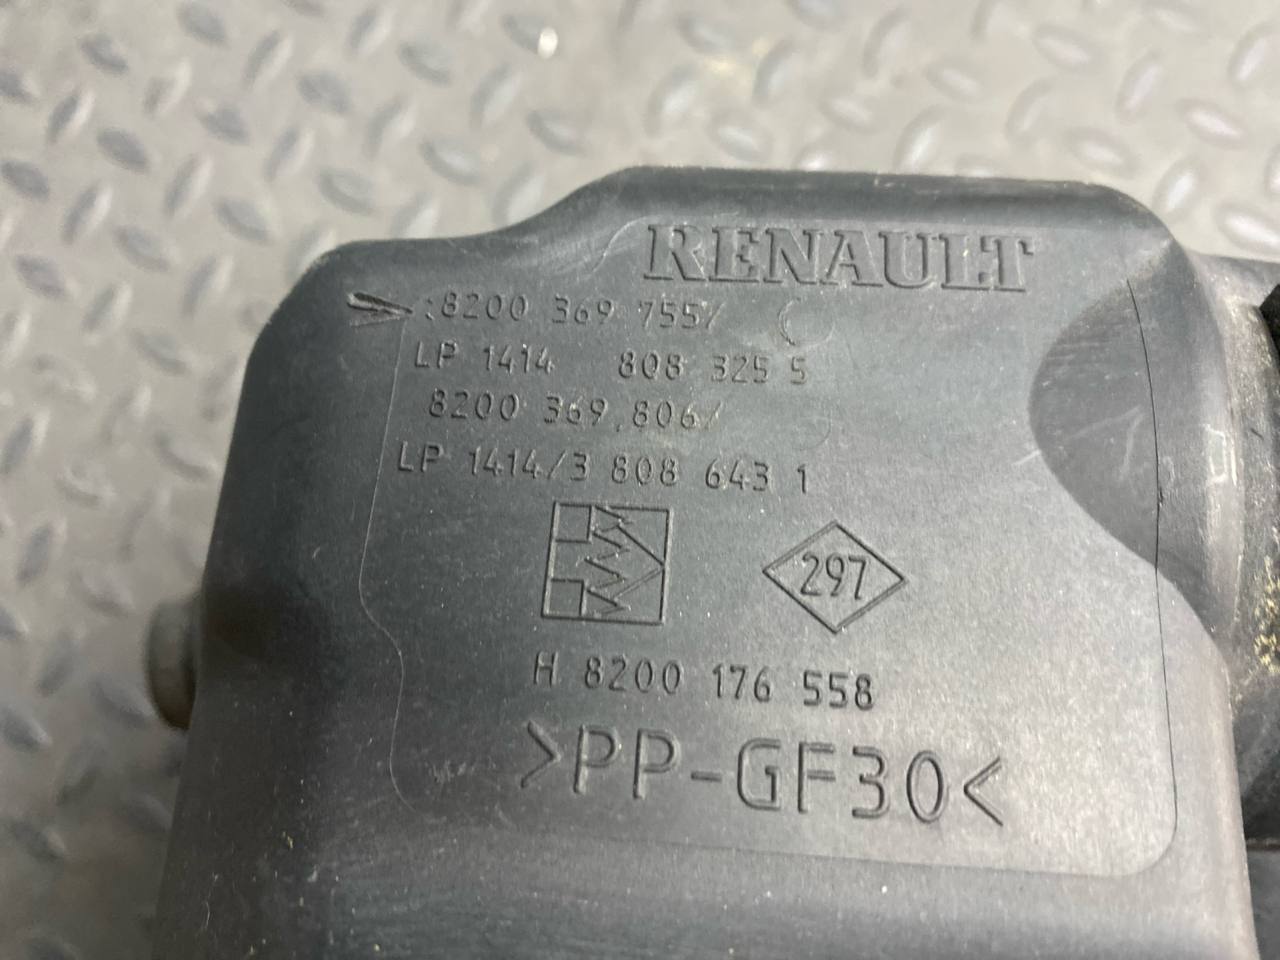 RENAULT
:8200 369 755/
LP 1414 808 325 5
8200 369 806/
LP 1414/3 808 643 1
297
H 8200 176 558
>PP-GF30<